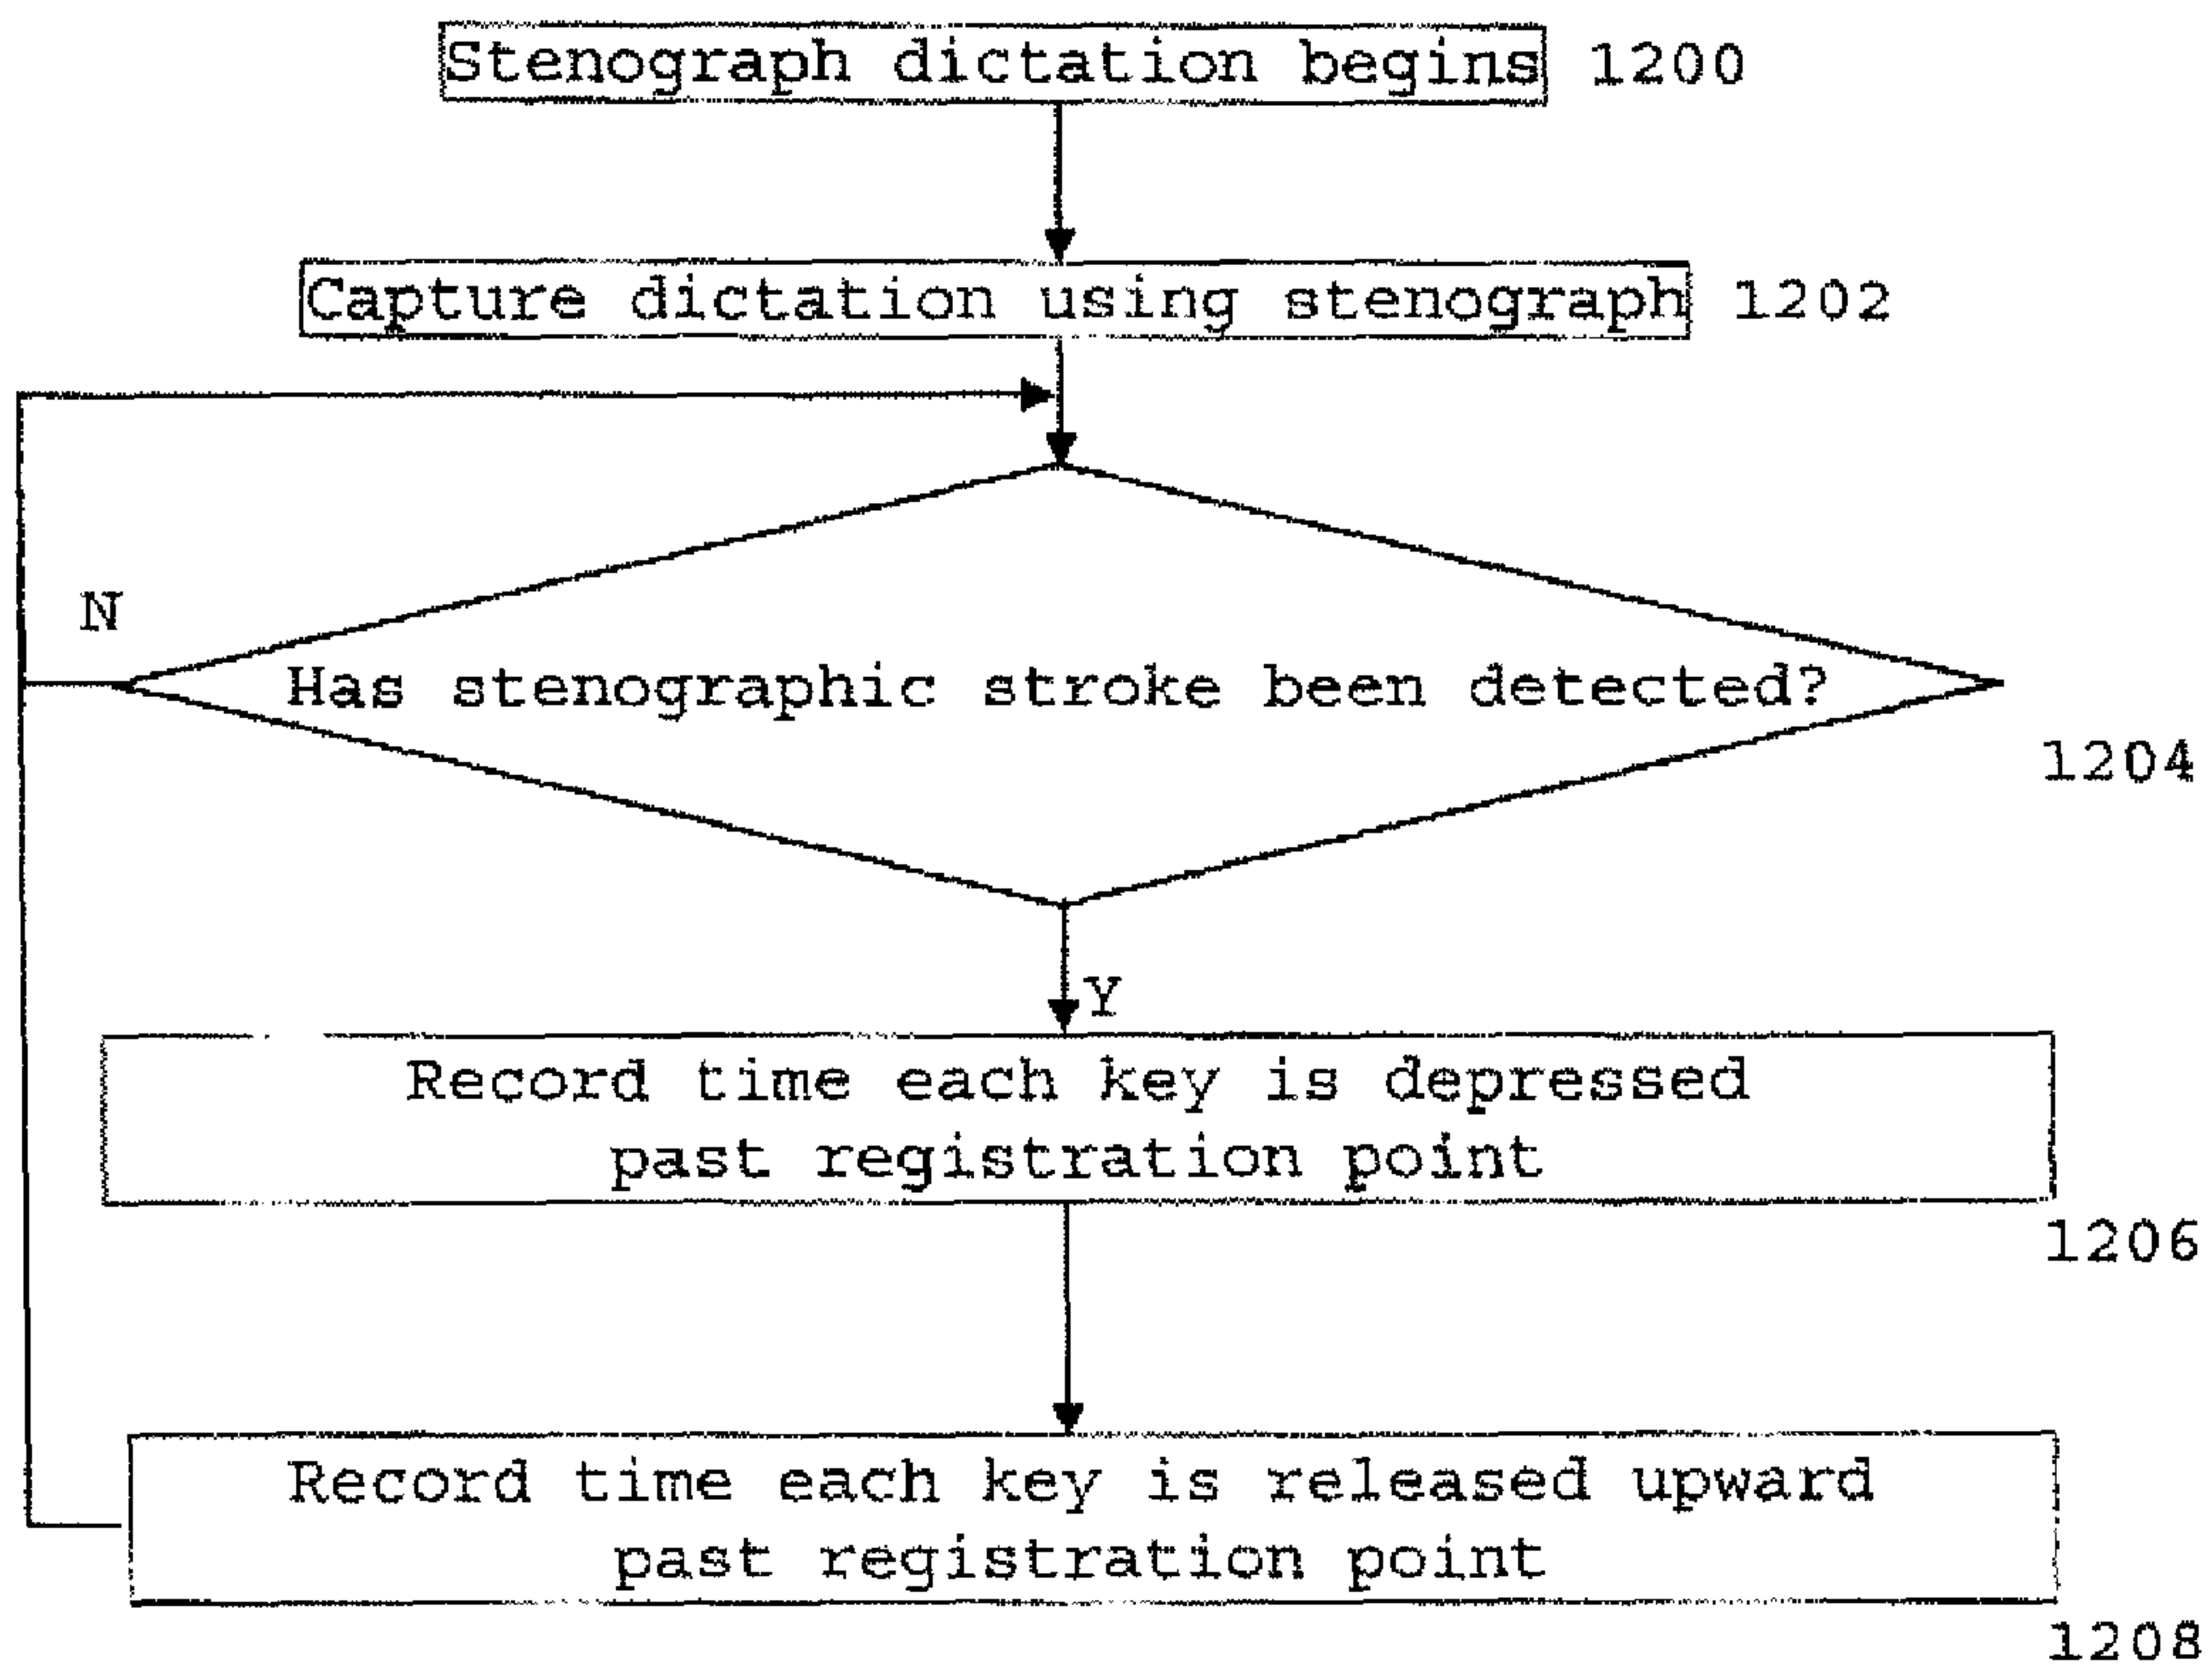 Stenograph dictation begins 1200
Capture dictation using stenograph 1202
N
Has stenographic stroke been detected?
1204
Y
Record time each key is depressed
past registration point
1206
Record time each key is released upward
past registration point
1208